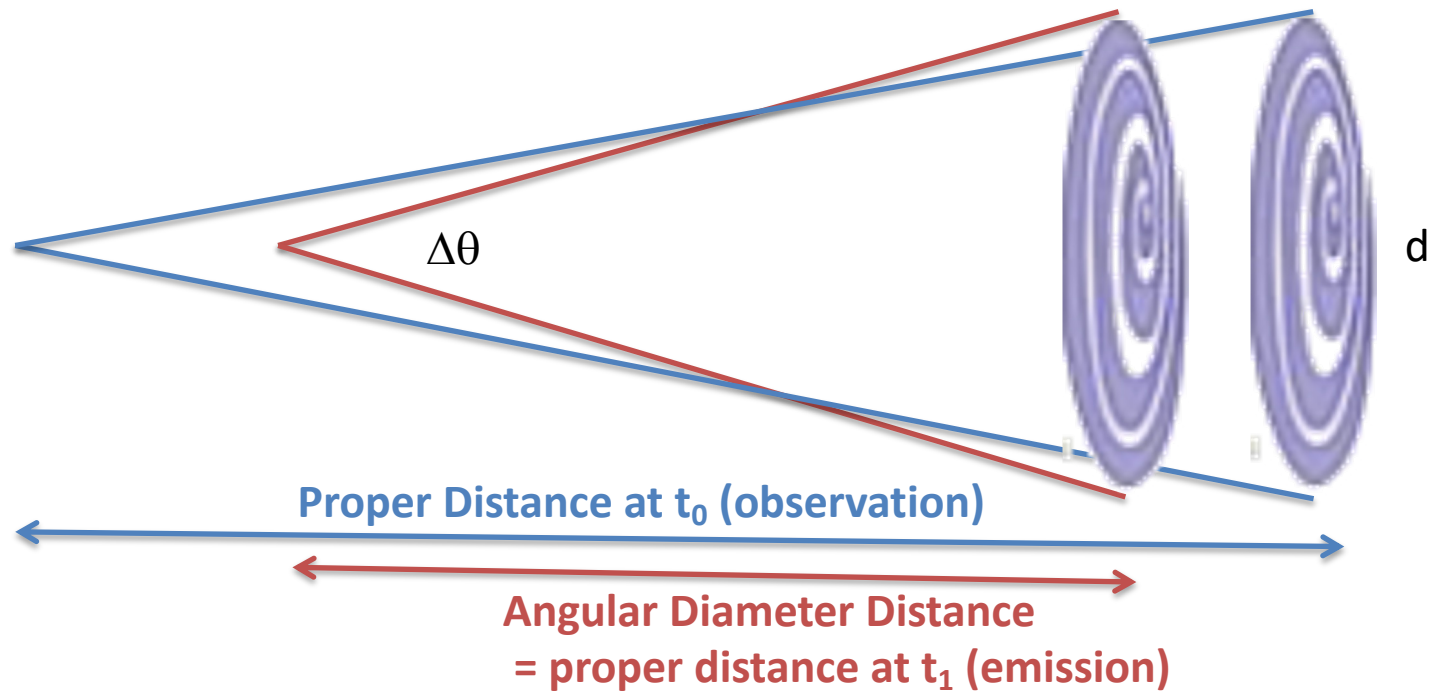 Δθ
d
Proper Distance at t₀ (observation)
Angular Diameter Distance
= proper distance at t₁ (emission)